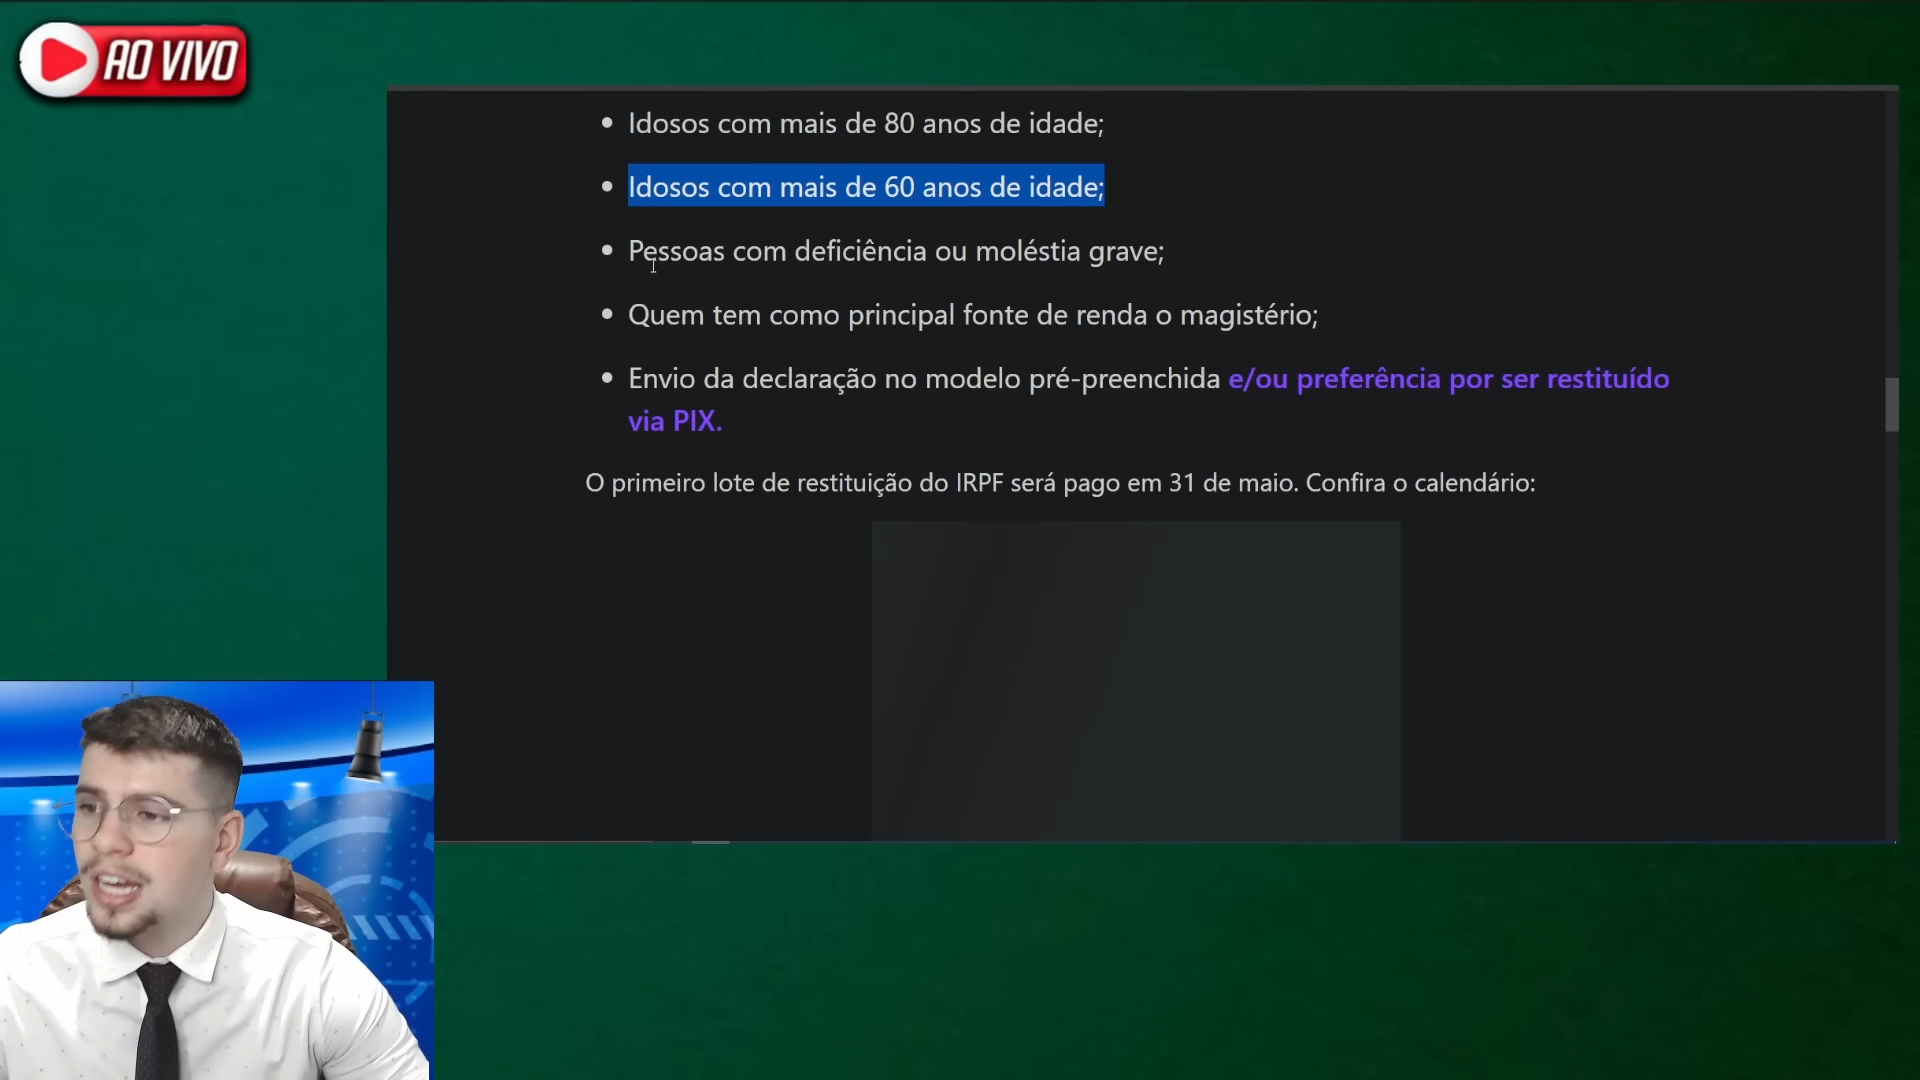 AO VIVO
Idosos com mais de 80 anos de idade;
Idosos com mais de 60 anos de idade;
Pessoas com deficiência ou moléstia grave;
Quem tem como principal fonte de renda o magistério;
Envio da declaração no modelo pré-preenchida e/ou preferência por ser restituído
via PIX.
O primeiro lote de restituição do IRPF será pago em 31 de maio. Confira o calendário: